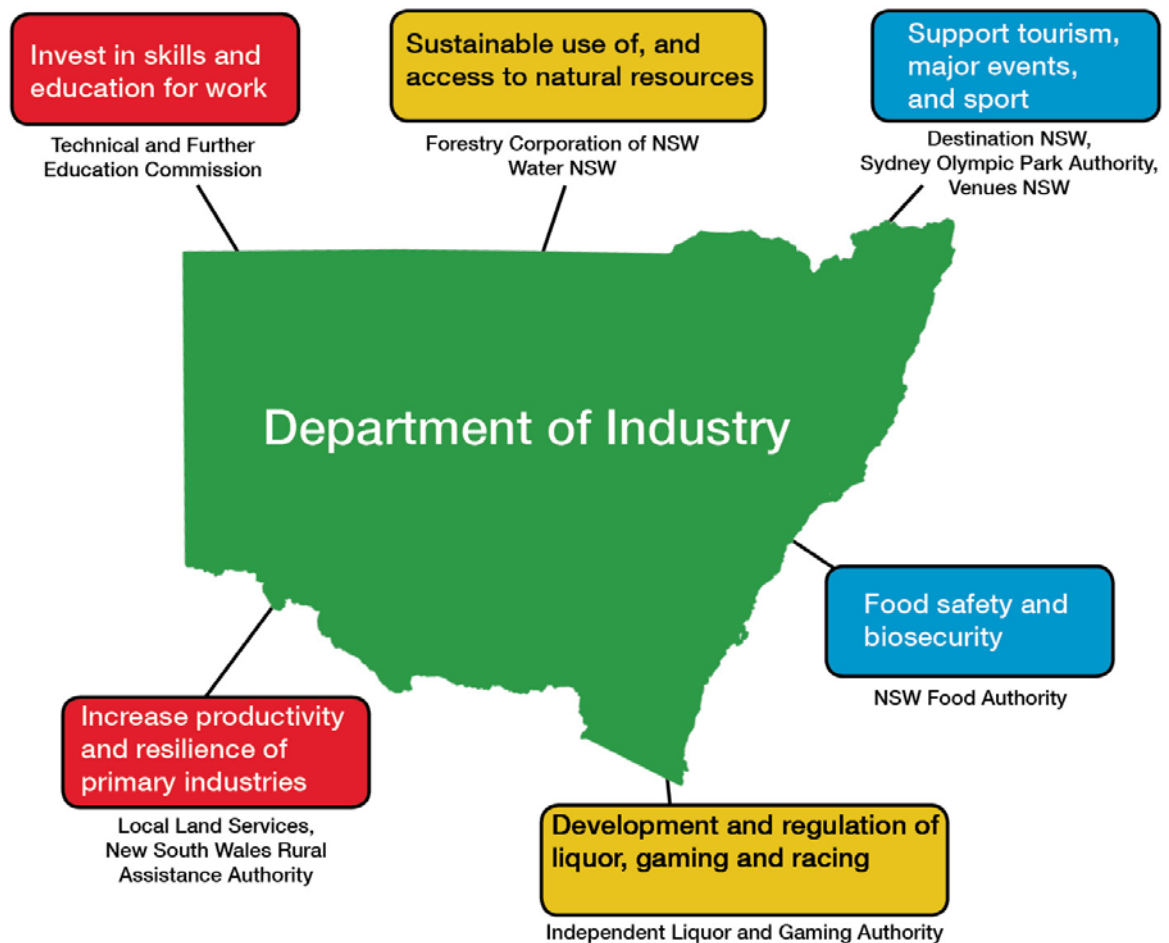 Invest in skills and
education for work
Technical and Further
Education Commission
Sustainable use of, and
access to natural resources
Forestry Corporation of NSW
Water NSW
Support tourism,
major events,
and sport
Destination NSW,
Sydney Olympic Park Authority,
Venues NSW
Department of Industry
Food safety and
biosecurity
NSW Food Authority
Increase productivity
and resilience of
primary industries
Local Land Services,
New South Wales Rural
Assistance Authority
Development and regulation of
liquor, gaming and racing
Independent Liquor and Gaming Authority